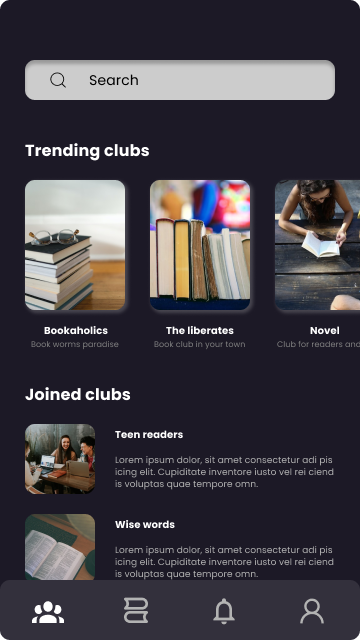 Search
Trending clubs
Bookaholics
Book worms paradise
The liberates
Book club in your town
Novel
Club for readers and
Joined clubs
Teen readers
Lorem ipsum dolor, sit amet consectetur adi pis
icing elit. Cupiditate inventore iusto vel rei ciend
is voluptas quae tempore omn.
Wise words
Lorem ipsum dolor, sit amet consectetur adi pis
icing elit. Cupiditate inventore iusto vel rei ciend
is voluptas quae tempore omn.